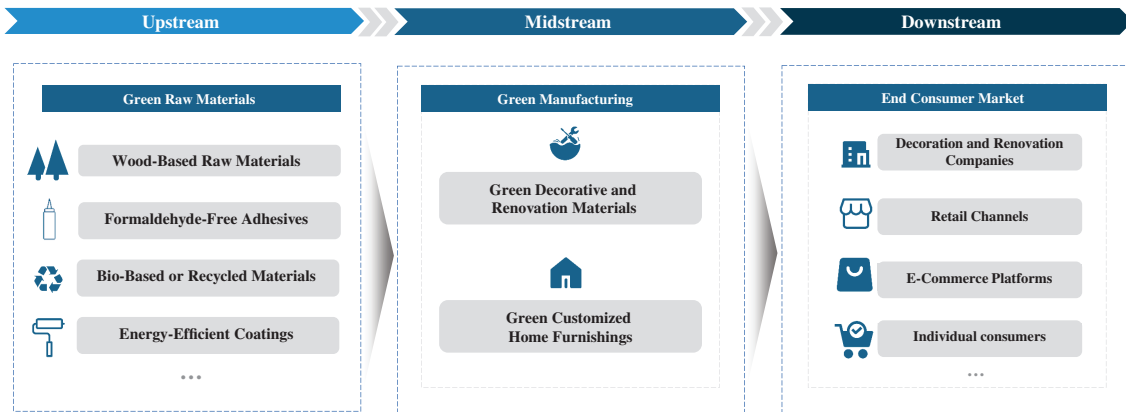 Upstream
Midstream
Downstream
Green Raw Materials
Wood-Based Raw Materials
Formaldehyde-Free Adhesives
Bio-Based or Recycled Materials
Energy-Efficient Coatings
...
Green Manufacturing
Green Decorative and
Renovation Materials
Green Customized
Home Furnishings
End Consumer Market
Decoration and Renovation
Companies
Retail Channels
E-Commerce Platforms
Individual consumers
...